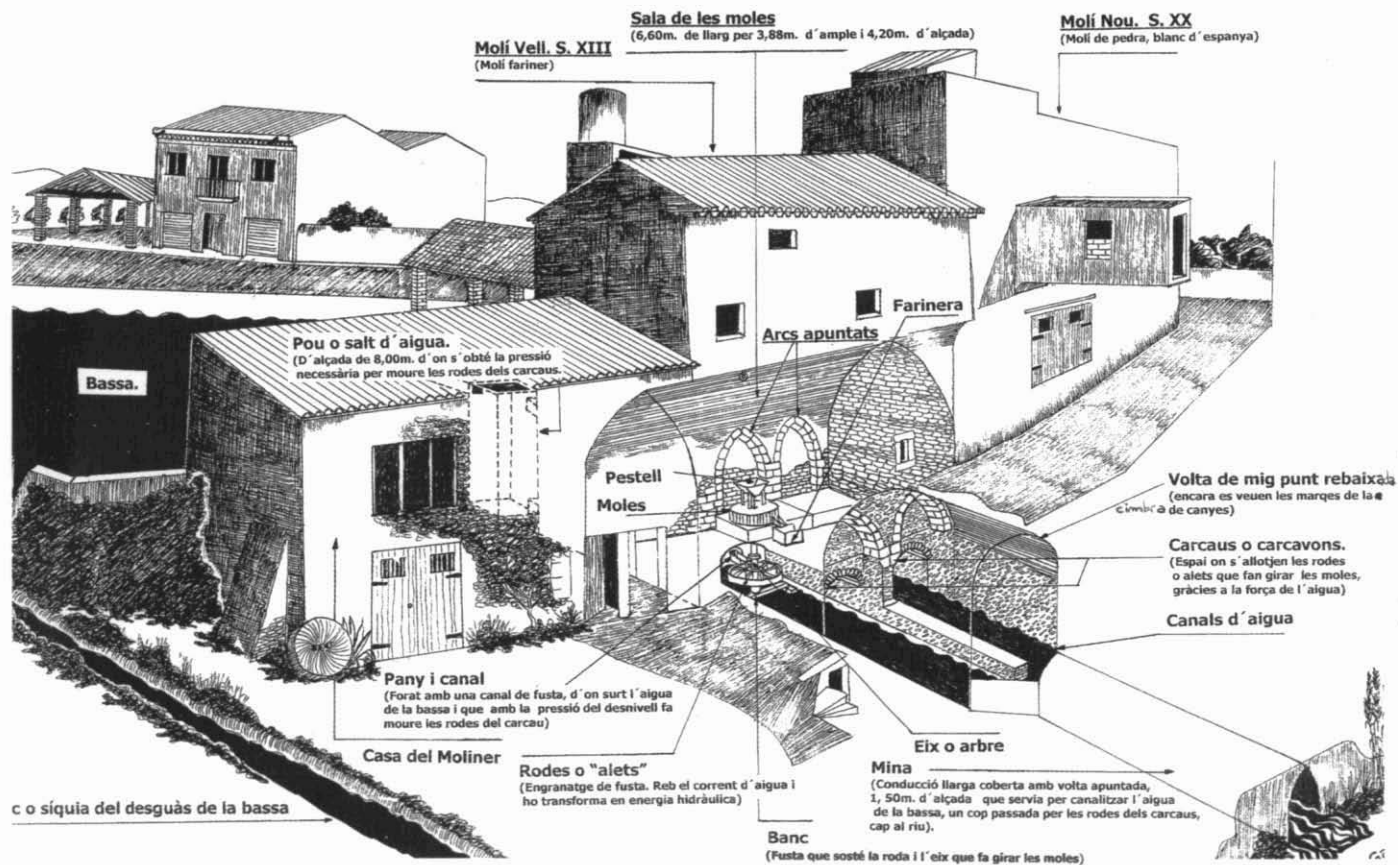 Sala de les moles
(6,60m. de llarg per 3,88m. d´ample i 4,20m. d´alçada)
Molí Nou. S. XX
(Molí de pedra, blanc d´espanya)
Molí Vell. S. XIII
(Molí fariner)
Farinera
Arcs apuntats
Pou o salt d´aigua.
(D´alçada de 8,00m. d´on s´obté la pressió
necessària per moure les rodes dels carcaus.
Bassa.
Pestell
Moles
Volta de mig punt rebaixada
(encara es veuen les marqes de la
cimbra de canyes)
Carcaus o carcavons.
(Espai on s´allotjen les rodes
o alets que fan girar les moles,
gràcies a la força de l´aigua)
Canals d´aigua
Pany i canal
(Forat amb una canal de fusta, d´on surt l´aigua
de la bassa i que amb la pressió del desnivell fa
moure les rodes del carcau)
Casa del Moliner
Rodes o "alets"
(Engranatge de fusta. Reb el corrent d´aigua i
ho transforma en energia hidràulica)
Eix o arbre
Mina
(Conducció llarga coberta amb volta apuntada,
1, 50m. d´alçada que servia per canalitzar l´aigua
de la bassa, un cop passada per les rodes dels carcaus,
cap al riu).
c o síquia del desguàs de la bassa
Banc
(Fusta que sosté la roda i l´eix que fa girar les moles)